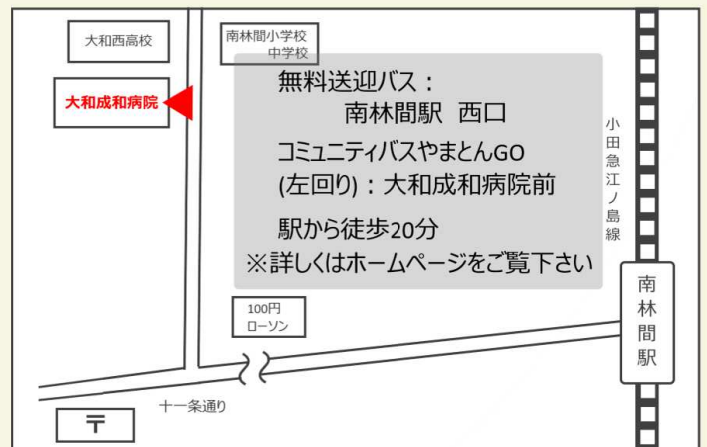 大和西高校
南林間小学校
中学校
大和成和病院
無料送迎バス：
南林間駅 西口
コミュニティバスやまとんGO
(左回り)：大和成和病院前
駅から徒歩20分
※詳しくはホームページをご覧下さい
小田急江ノ島線
南林間駅
100円
ローソン
十一条通り
〒